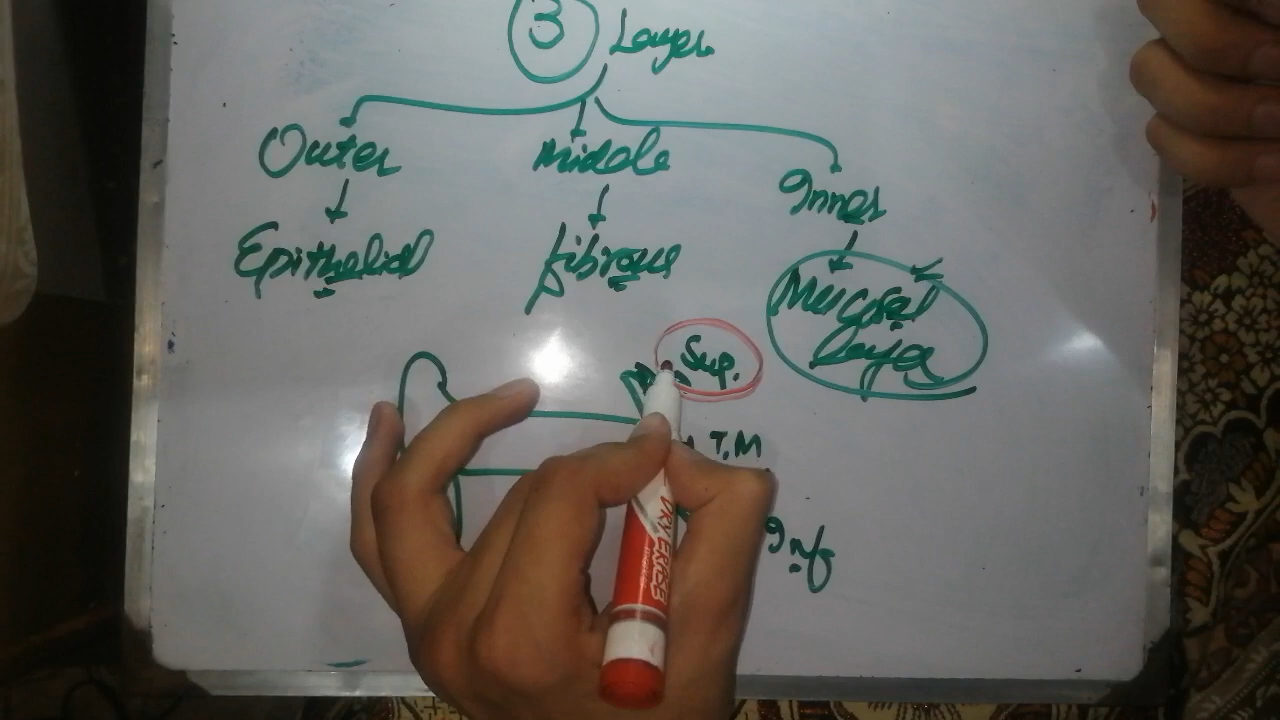 3 Layer
Outer Middle Inner
Epithelial fibrous Mucosal
layer
Sup.
T.M
Inf
DRY ERASE